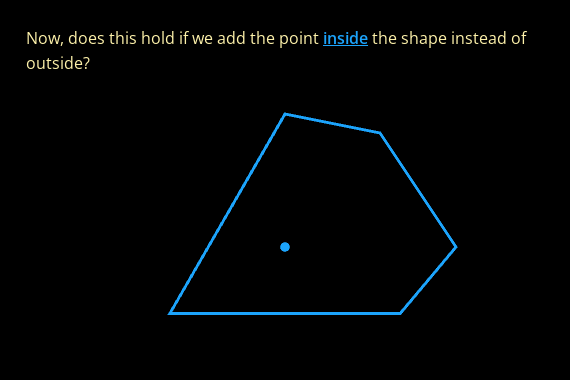 Now, does this hold if we add the point inside the shape instead of
outside?